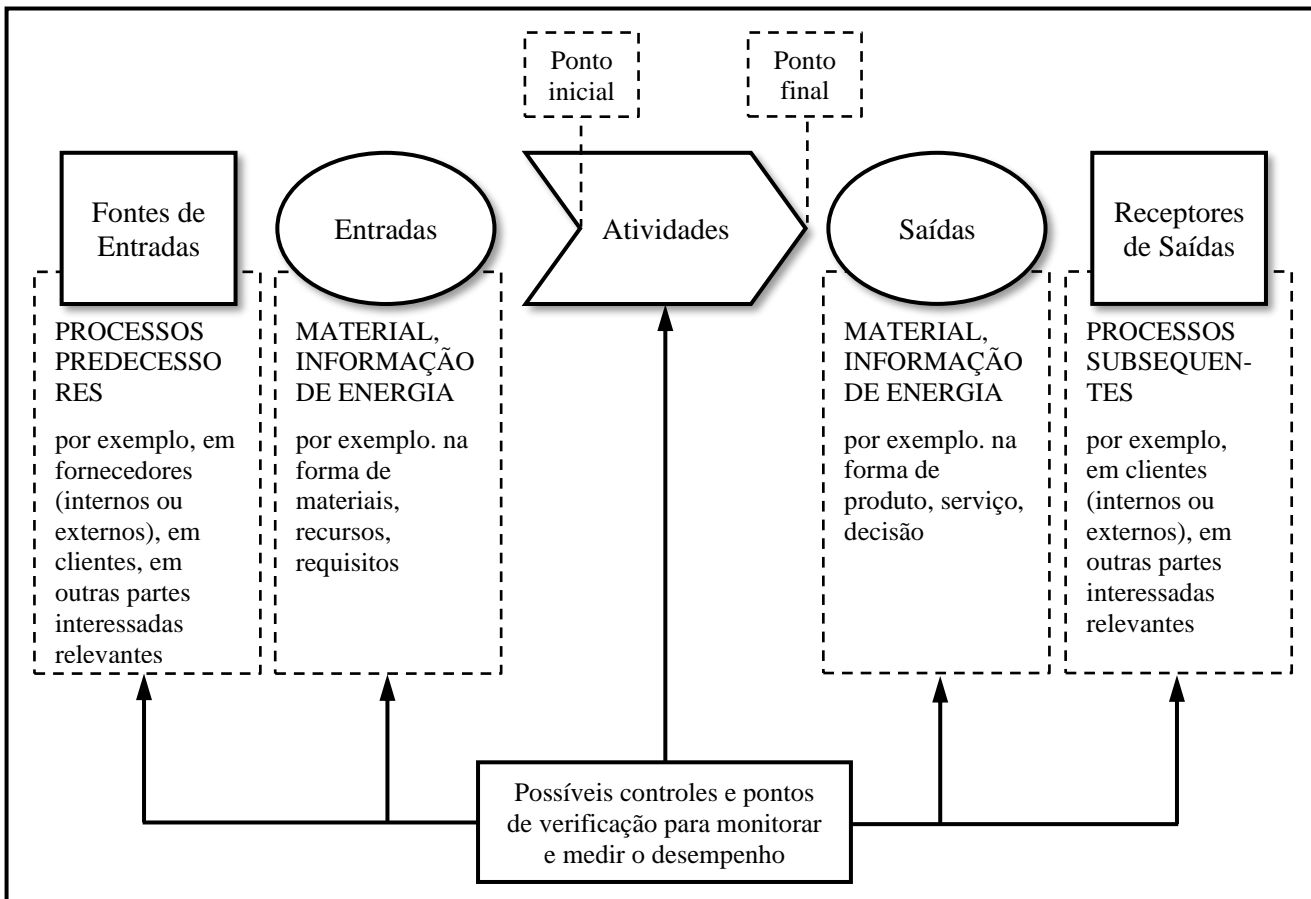 Ponto
inicial
Ponto
final
Fontes de
Entradas
Entradas
Atividades
Saídas
Receptores
de Saídas
PROCESSOS
PREDECESSO
RES
por exemplo, em
fornecedores
(internos ou
externos), em
clientes, em
outras partes
interessadas
relevantes
MATERIAL,
INFORMAÇÃO
DE ENERGIA
por exemplo. na
forma de
materiais,
recursos,
requisitos
MATERIAL,
INFORMAÇÃO
DE ENERGIA
por exemplo. na
forma de
produto, serviço,
decisão
PROCESSOS
SUBSEQUEN-
TES
por exemplo,
em clientes
(internos ou
externos), em
outras partes
interessadas
relevantes
Possíveis controles e pontos
de verificação para monitorar
e medir o desempenho